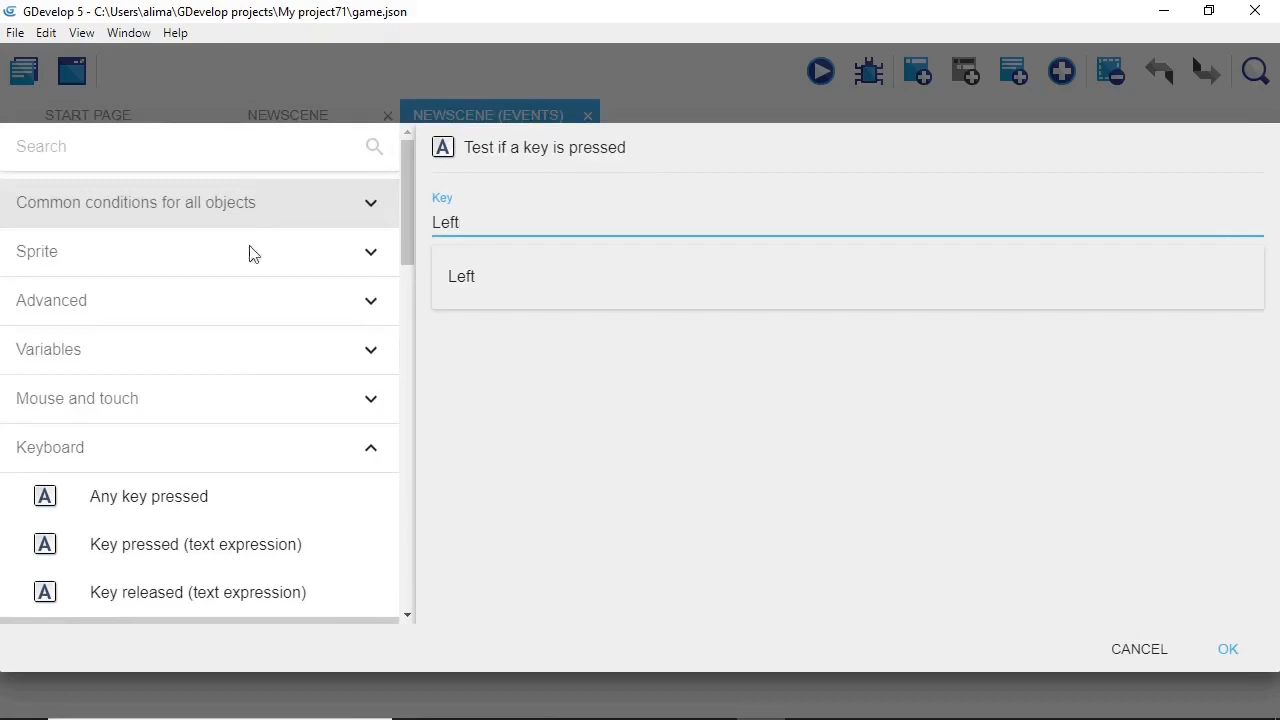 GDevelop 5 - C:\Users\alima\GDevelop projects\My project71\game.json
File Edit View Window Help
START PAGE NEWSCENE NEWSCENE (EVENTS)
Search
Common conditions for all objects
Sprite
Advanced
Variables
Mouse and touch
Keyboard
A Any key pressed
A Key pressed (text expression)
A Key released (text expression)
A Test if a key is pressed
Key
Left
Left
CANCEL OK